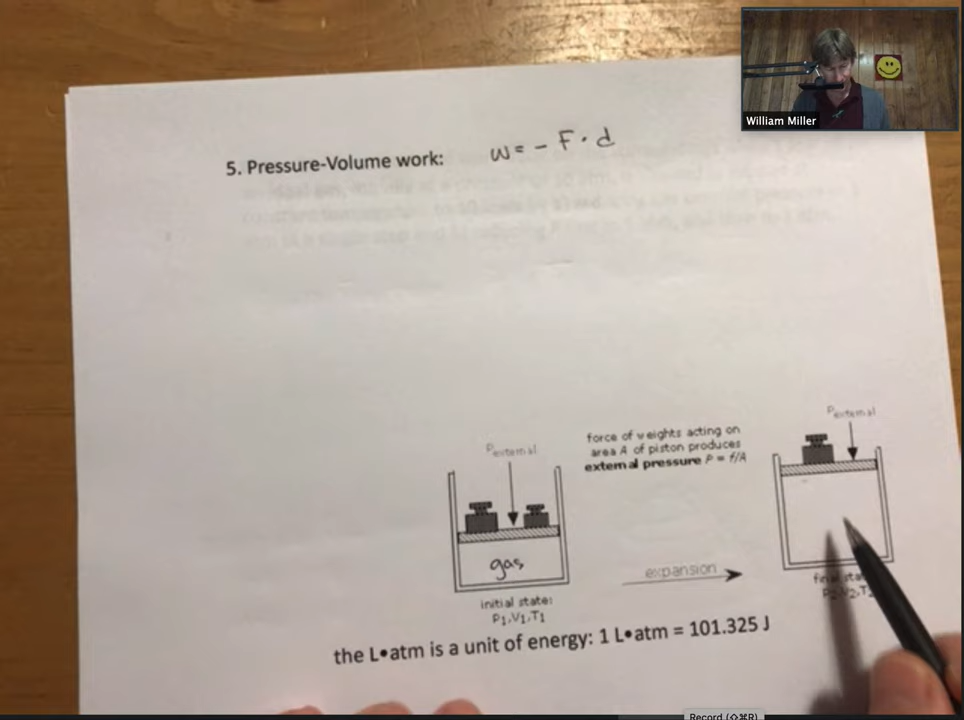 William Miller
5. Pressure-Volume work: w = - F · d
Pexternal
force of weights acting on
area A of piston produces
external pressure P = f/A
Pexternal
gas
expansion
initial state:
P1,V1,T1
the L•atm is a unit of energy: 1 L•atm = 101.325 J
Record (⇧⌘R)